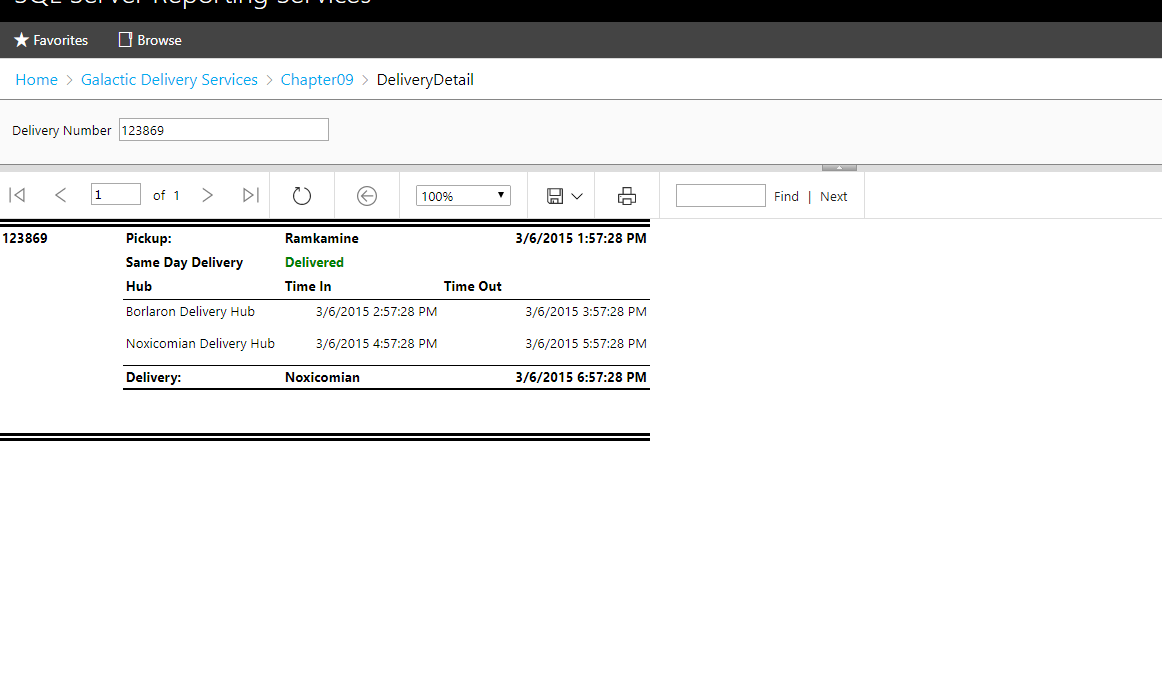 SQL Server Reporting Services
Favorites Browse
Home > Galactic Delivery Services > Chapter09 > DeliveryDetail
Delivery Number 123869
1 of 1 100% Find | Next
123869 Pickup: Ramkamine 3/6/2015 1:57:28 PM
Same Day Delivery Delivered
Hub Time In Time Out
Borlaron Delivery Hub 3/6/2015 2:57:28 PM 3/6/2015 3:57:28 PM
Noxicomian Delivery Hub 3/6/2015 4:57:28 PM 3/6/2015 5:57:28 PM
Delivery: Noxicomian 3/6/2015 6:57:28 PM